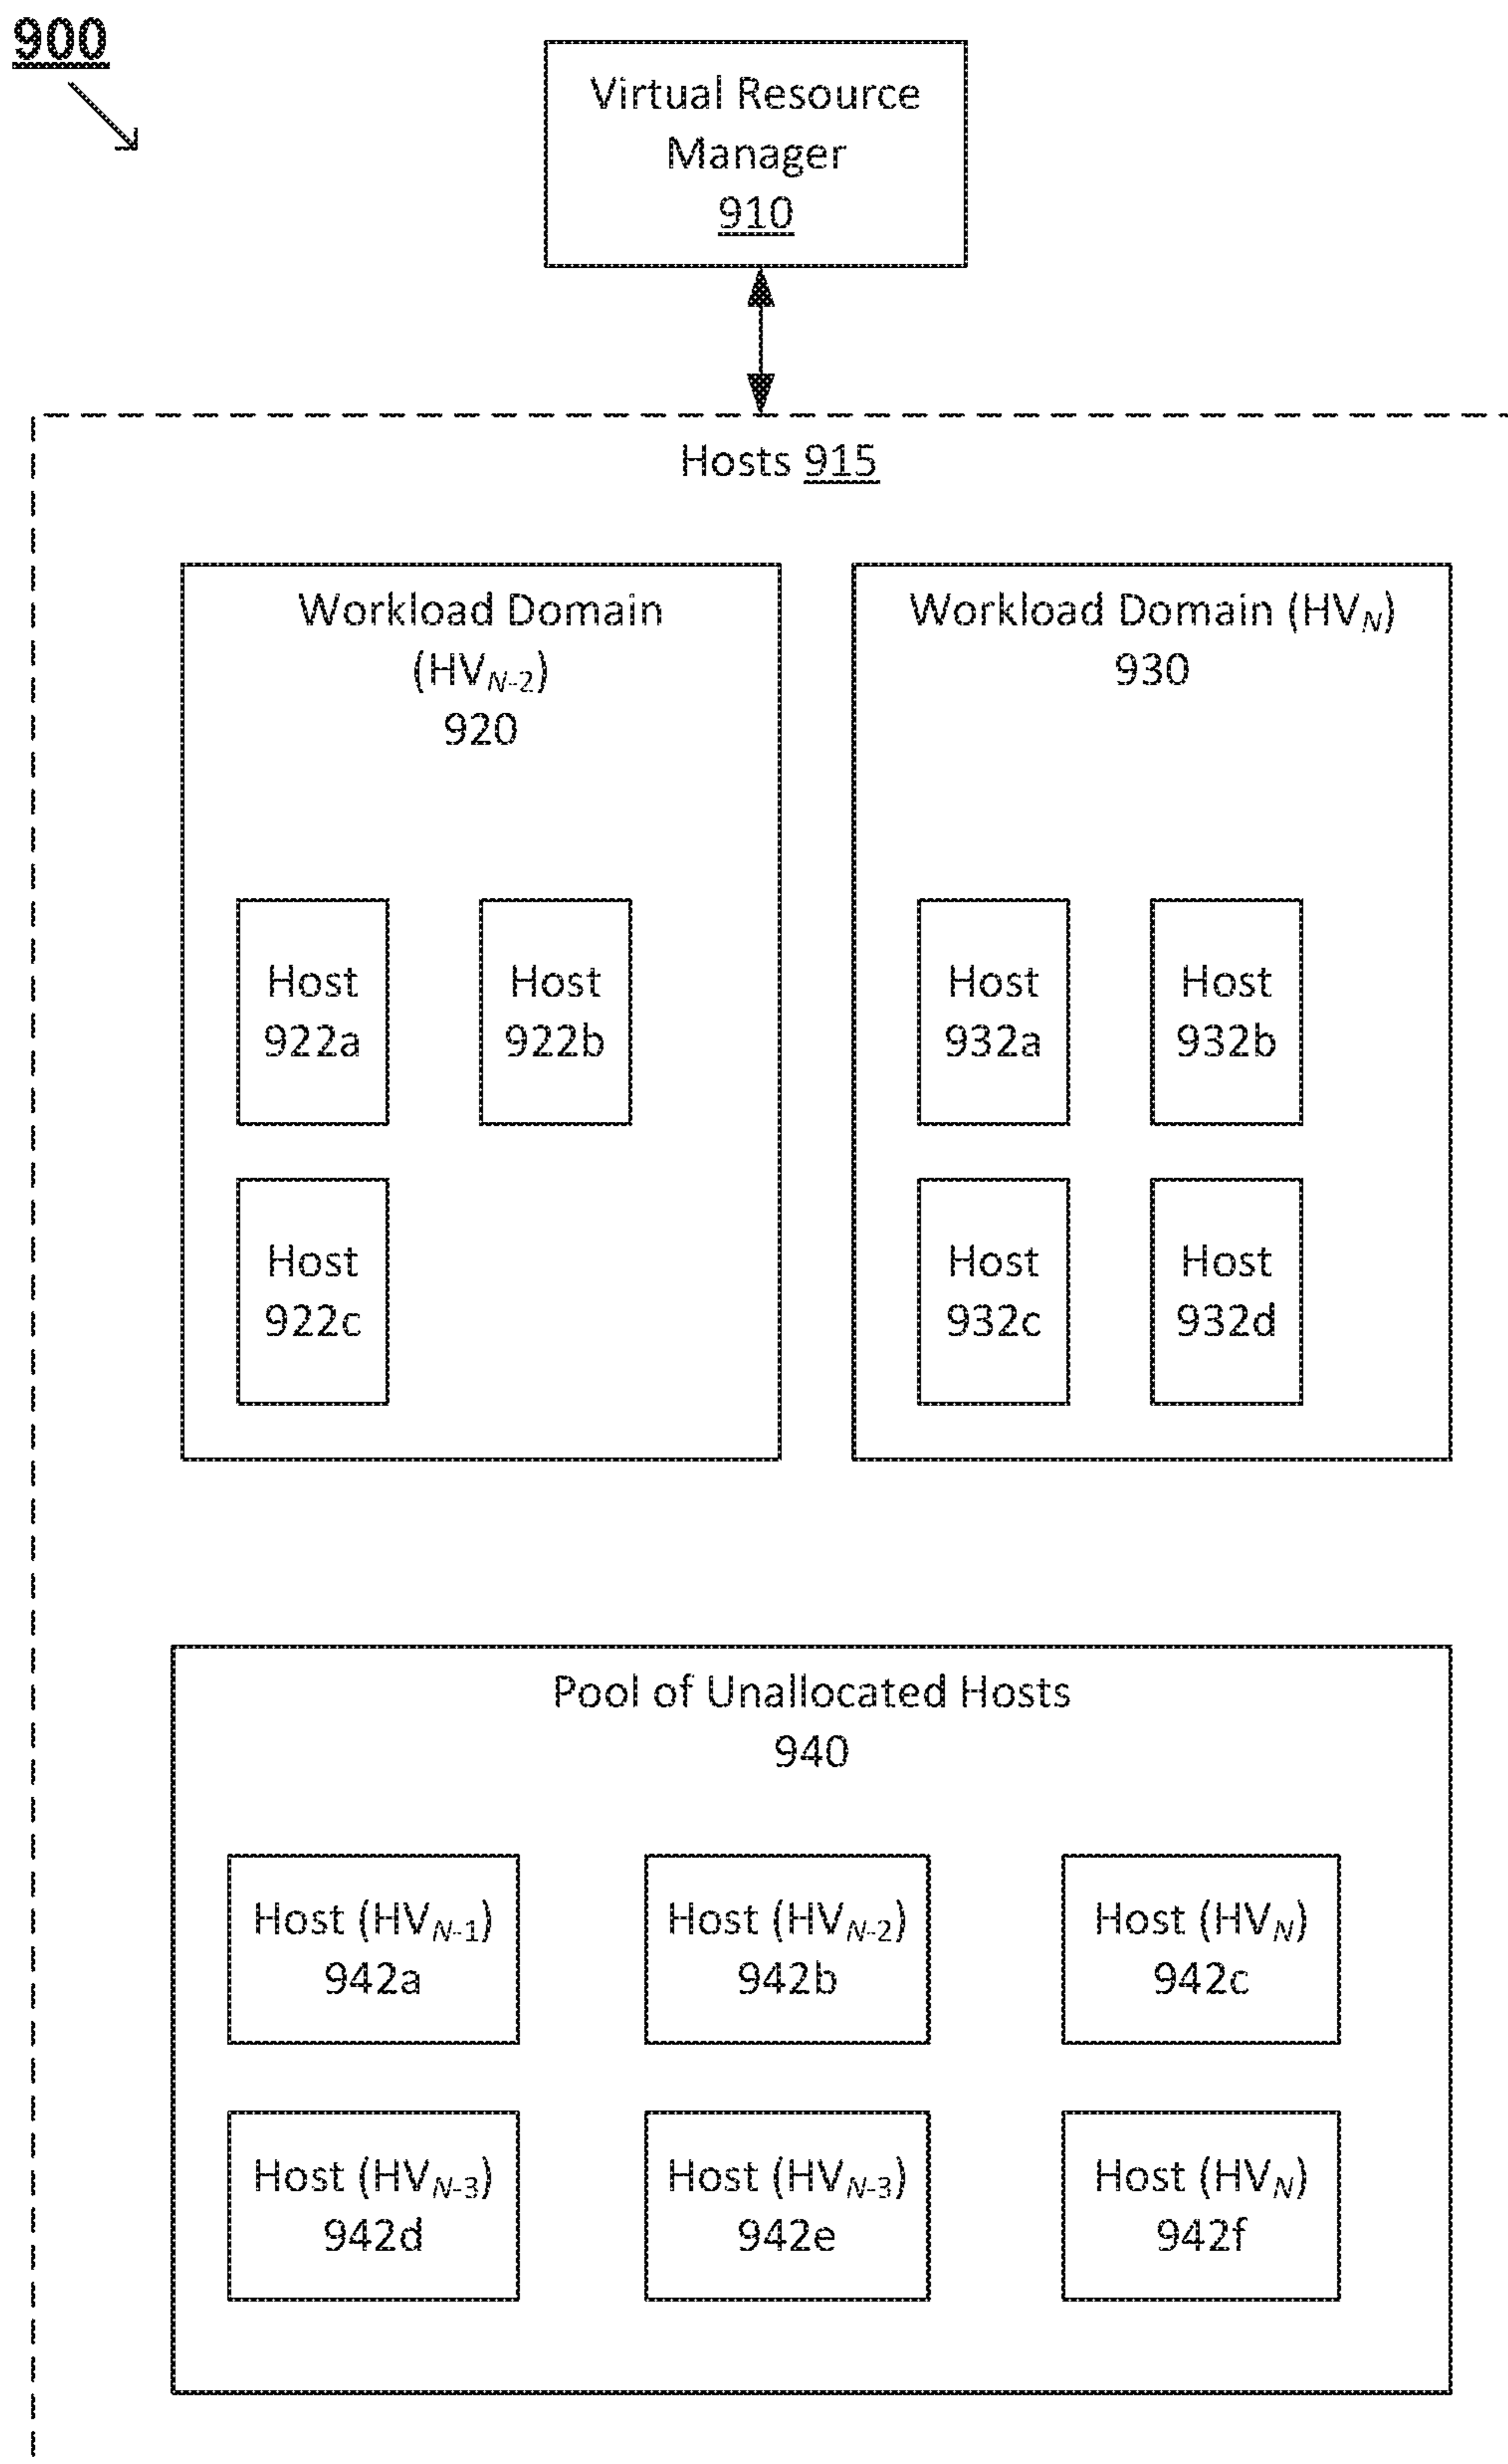 900
Virtual Resource
Manager
910
Hosts 915
Workload Domain
(HVN-2)
920
Workload Domain (HVN)
930
Host
922a
Host
922b
Host
932a
Host
932b
Host
922c
Host
932c
Host
932d
Pool of Unallocated Hosts
940
Host (HVN-1)
942a
Host (HVN-2)
942b
Host (HVN)
942c
Host (HVN-3)
942d
Host (HVN-3)
942e
Host (HVN)
942f